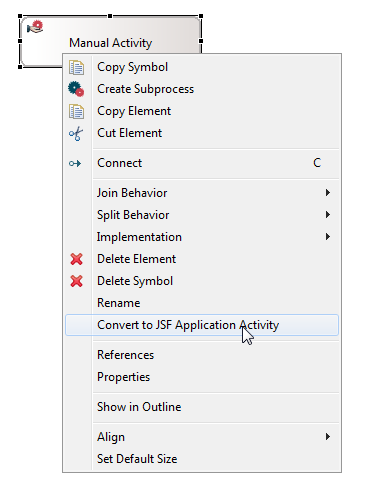 Manual Activity
Copy Symbol
Create Subprocess
Copy Element
Cut Element
Connect C
Join Behavior
Split Behavior
Implementation
Delete Element
Delete Symbol
Rename
Convert to JSF Application Activity
References
Properties
Show in Outline
Align
Set Default Size